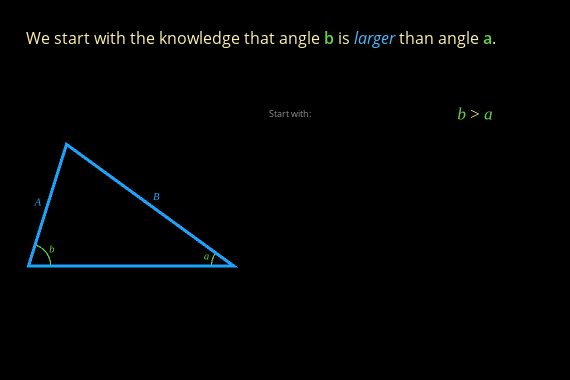 We start with the knowledge that angle b is larger than angle a.
Start with:
b > a
A
B
b
a